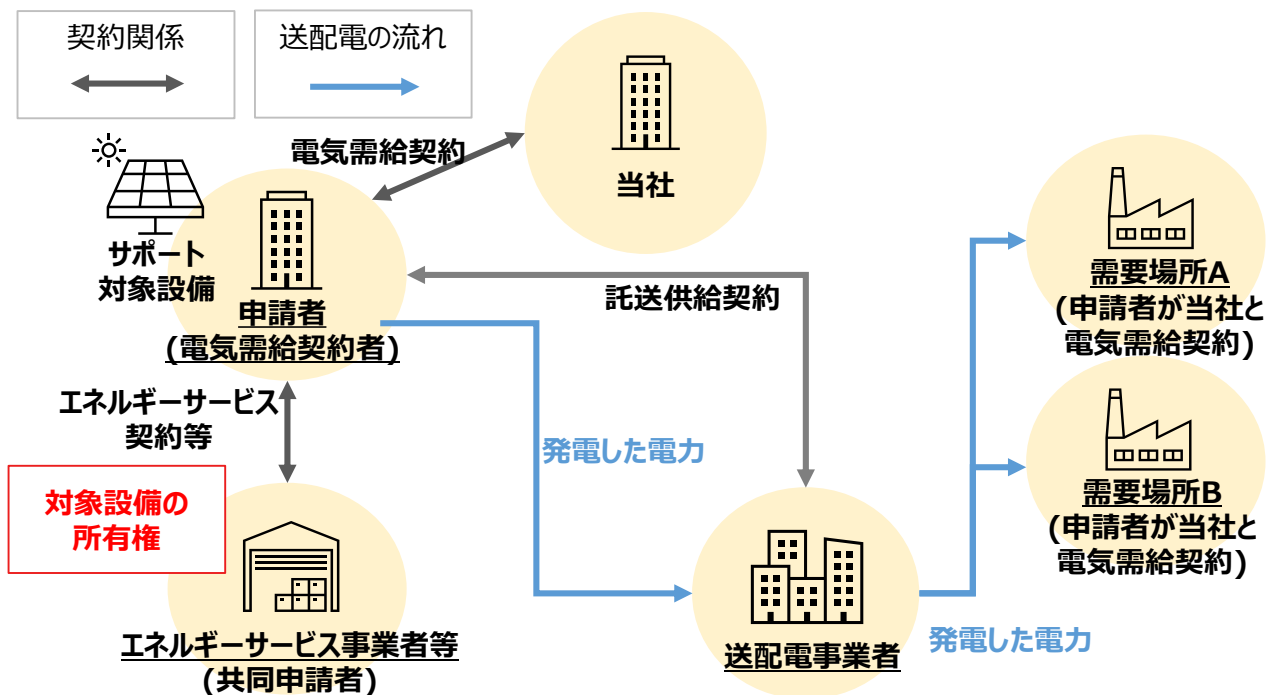 契約関係
送配電の流れ
電気需給契約
当社
サポート
対象設備
申請者
(電気需給契約者)
託送供給契約
需要場所A
(申請者が当社と
電気需給契約)
エネルギーサービス
契約等
発電した電力
対象設備の
所有権
需要場所B
(申請者が当社と
電気需給契約)
エネルギーサービス事業者等
(共同申請者)
送配電事業者
発電した電力